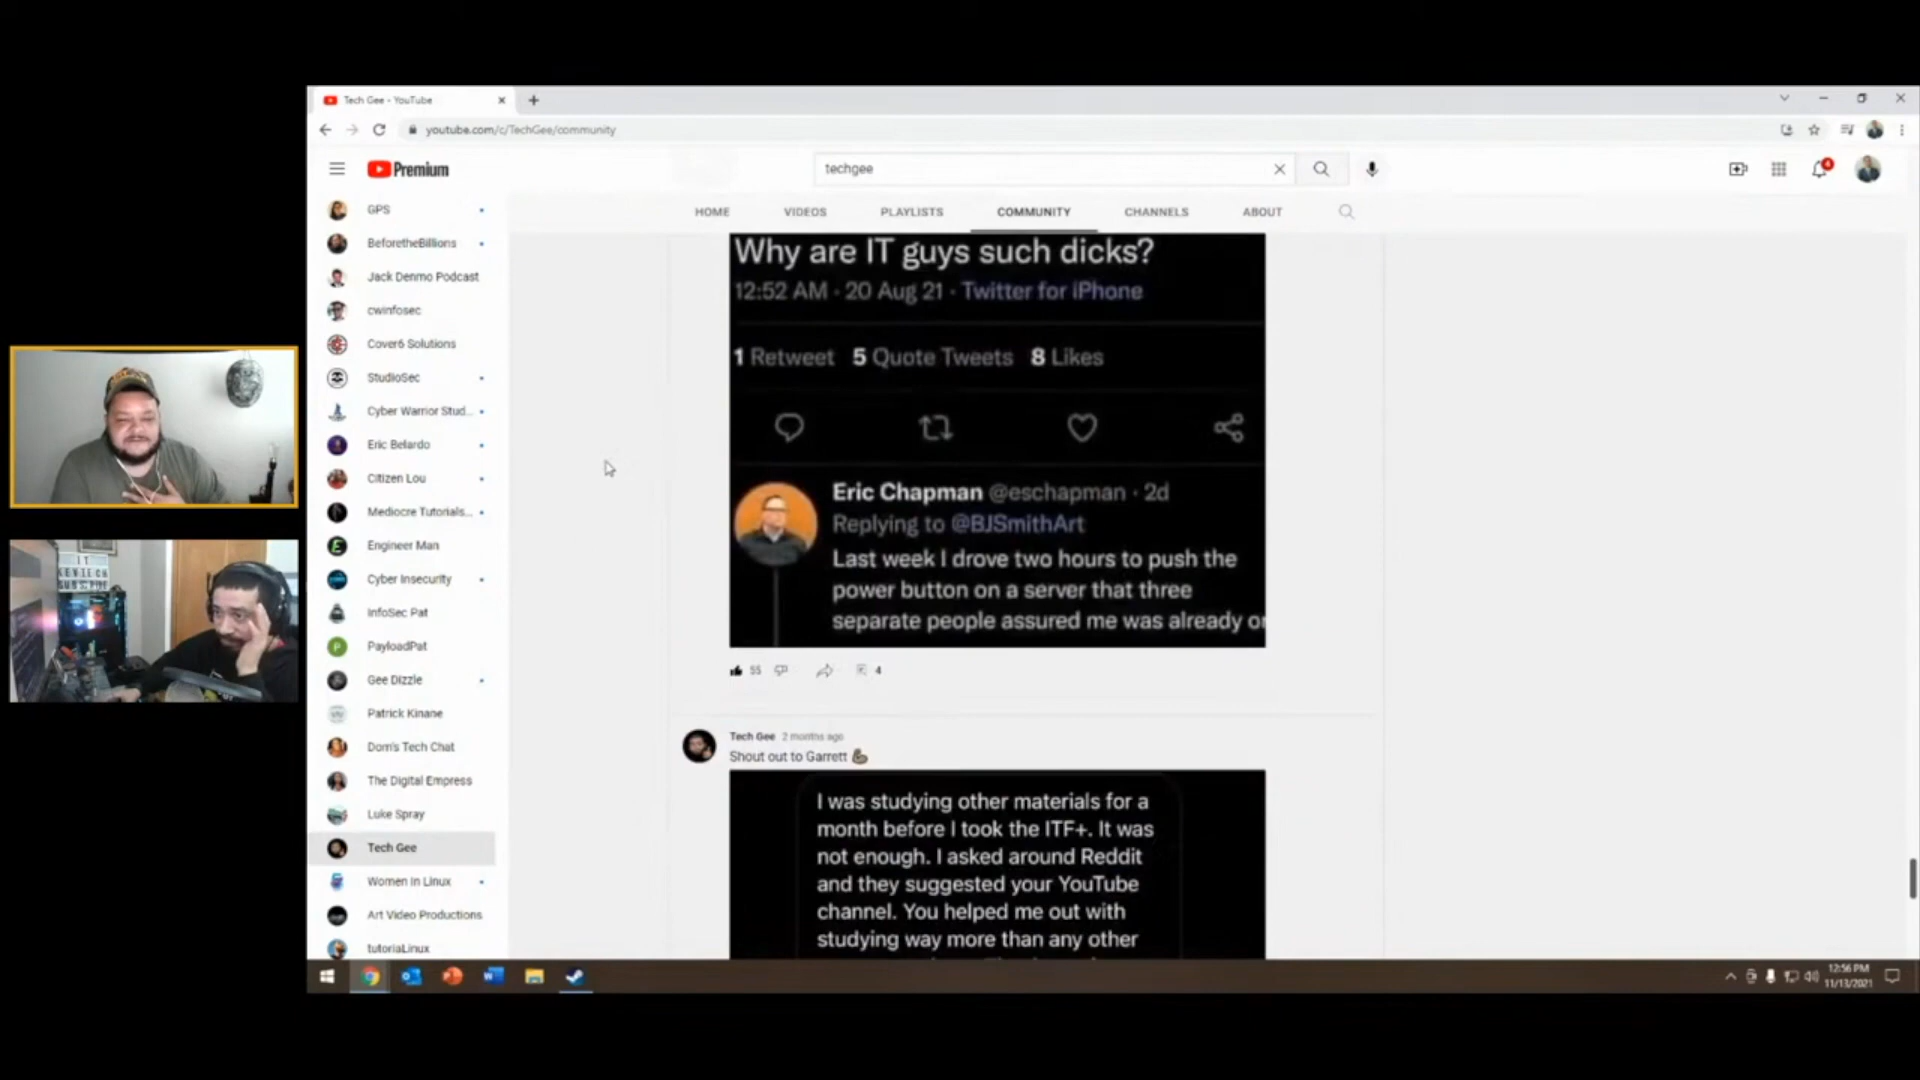 Tech Gee - YouTube
youtube.com/c/TechGee/community
Premium
techgee
4
HOME VIDEOS PLAYLISTS COMMUNITY CHANNELS ABOUT
GPS
BeforetheBillions
Jack Denmo Podcast
cwinfosec
Cover6 Solutions
StudioSec
Cyber Warrior Stud...
Eric Belardo
Citizen Lou
Mediocre Tutorials...
Engineer Man
Cyber Insecurity
InfoSec Pat
PayloadPat
Gee Dizzle
Patrick Kinane
Dom's Tech Chat
The Digital Empress
Luke Spray
Tech Gee
Women In Linux
Art Video Productions
tutoriaLinux
Why are IT guys such dicks?
12:52 AM · 20 Aug 21 · Twitter for iPhone
1 Retweet 5 Quote Tweets 8 Likes
Eric Chapman @eschapman · 2d
Replying to @BJSmithArt
Last week I drove two hours to push the
power button on a server that three
separate people assured me was already or
55 4
Tech Gee 2 months ago
Shout out to Garrett
I was studying other materials for a
month before I took the ITF+. It was
not enough. I asked around Reddit
and they suggested your YouTube
channel. You helped me out with
studying way more than any other
IT
KEVTECH
12:56 PM
11/13/2021